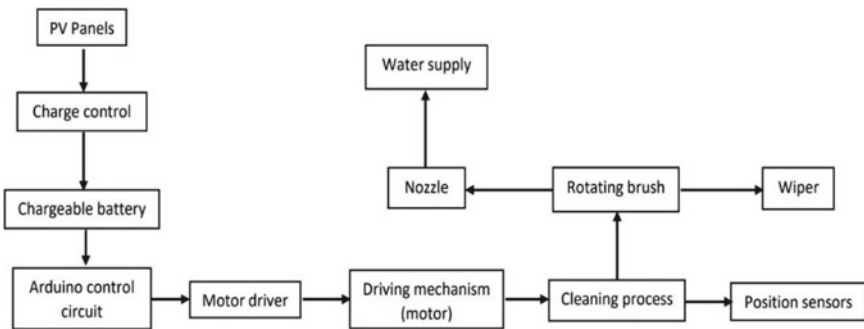 PV Panels
Water supply
Charge control
Nozzle
Rotating brush
Wiper
Chargeable battery
Arduino control
circuit
Motor driver
Driving mechanism
(motor)
Cleaning process
Position sensors